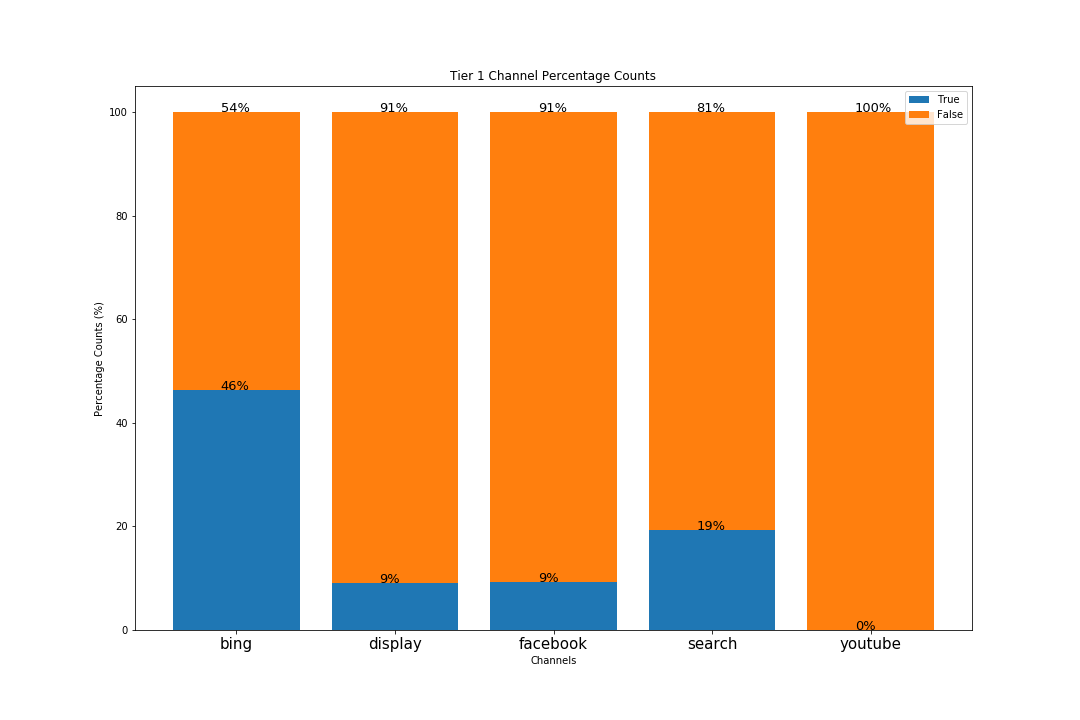 Tier 1 Channel Percentage Counts
54% 91% 91% 81% 100%
True
False
100
80
60
40
20
0
Percentage Counts (%)
46%
9%
9%
19%
0%
bing display facebook search youtube
Channels